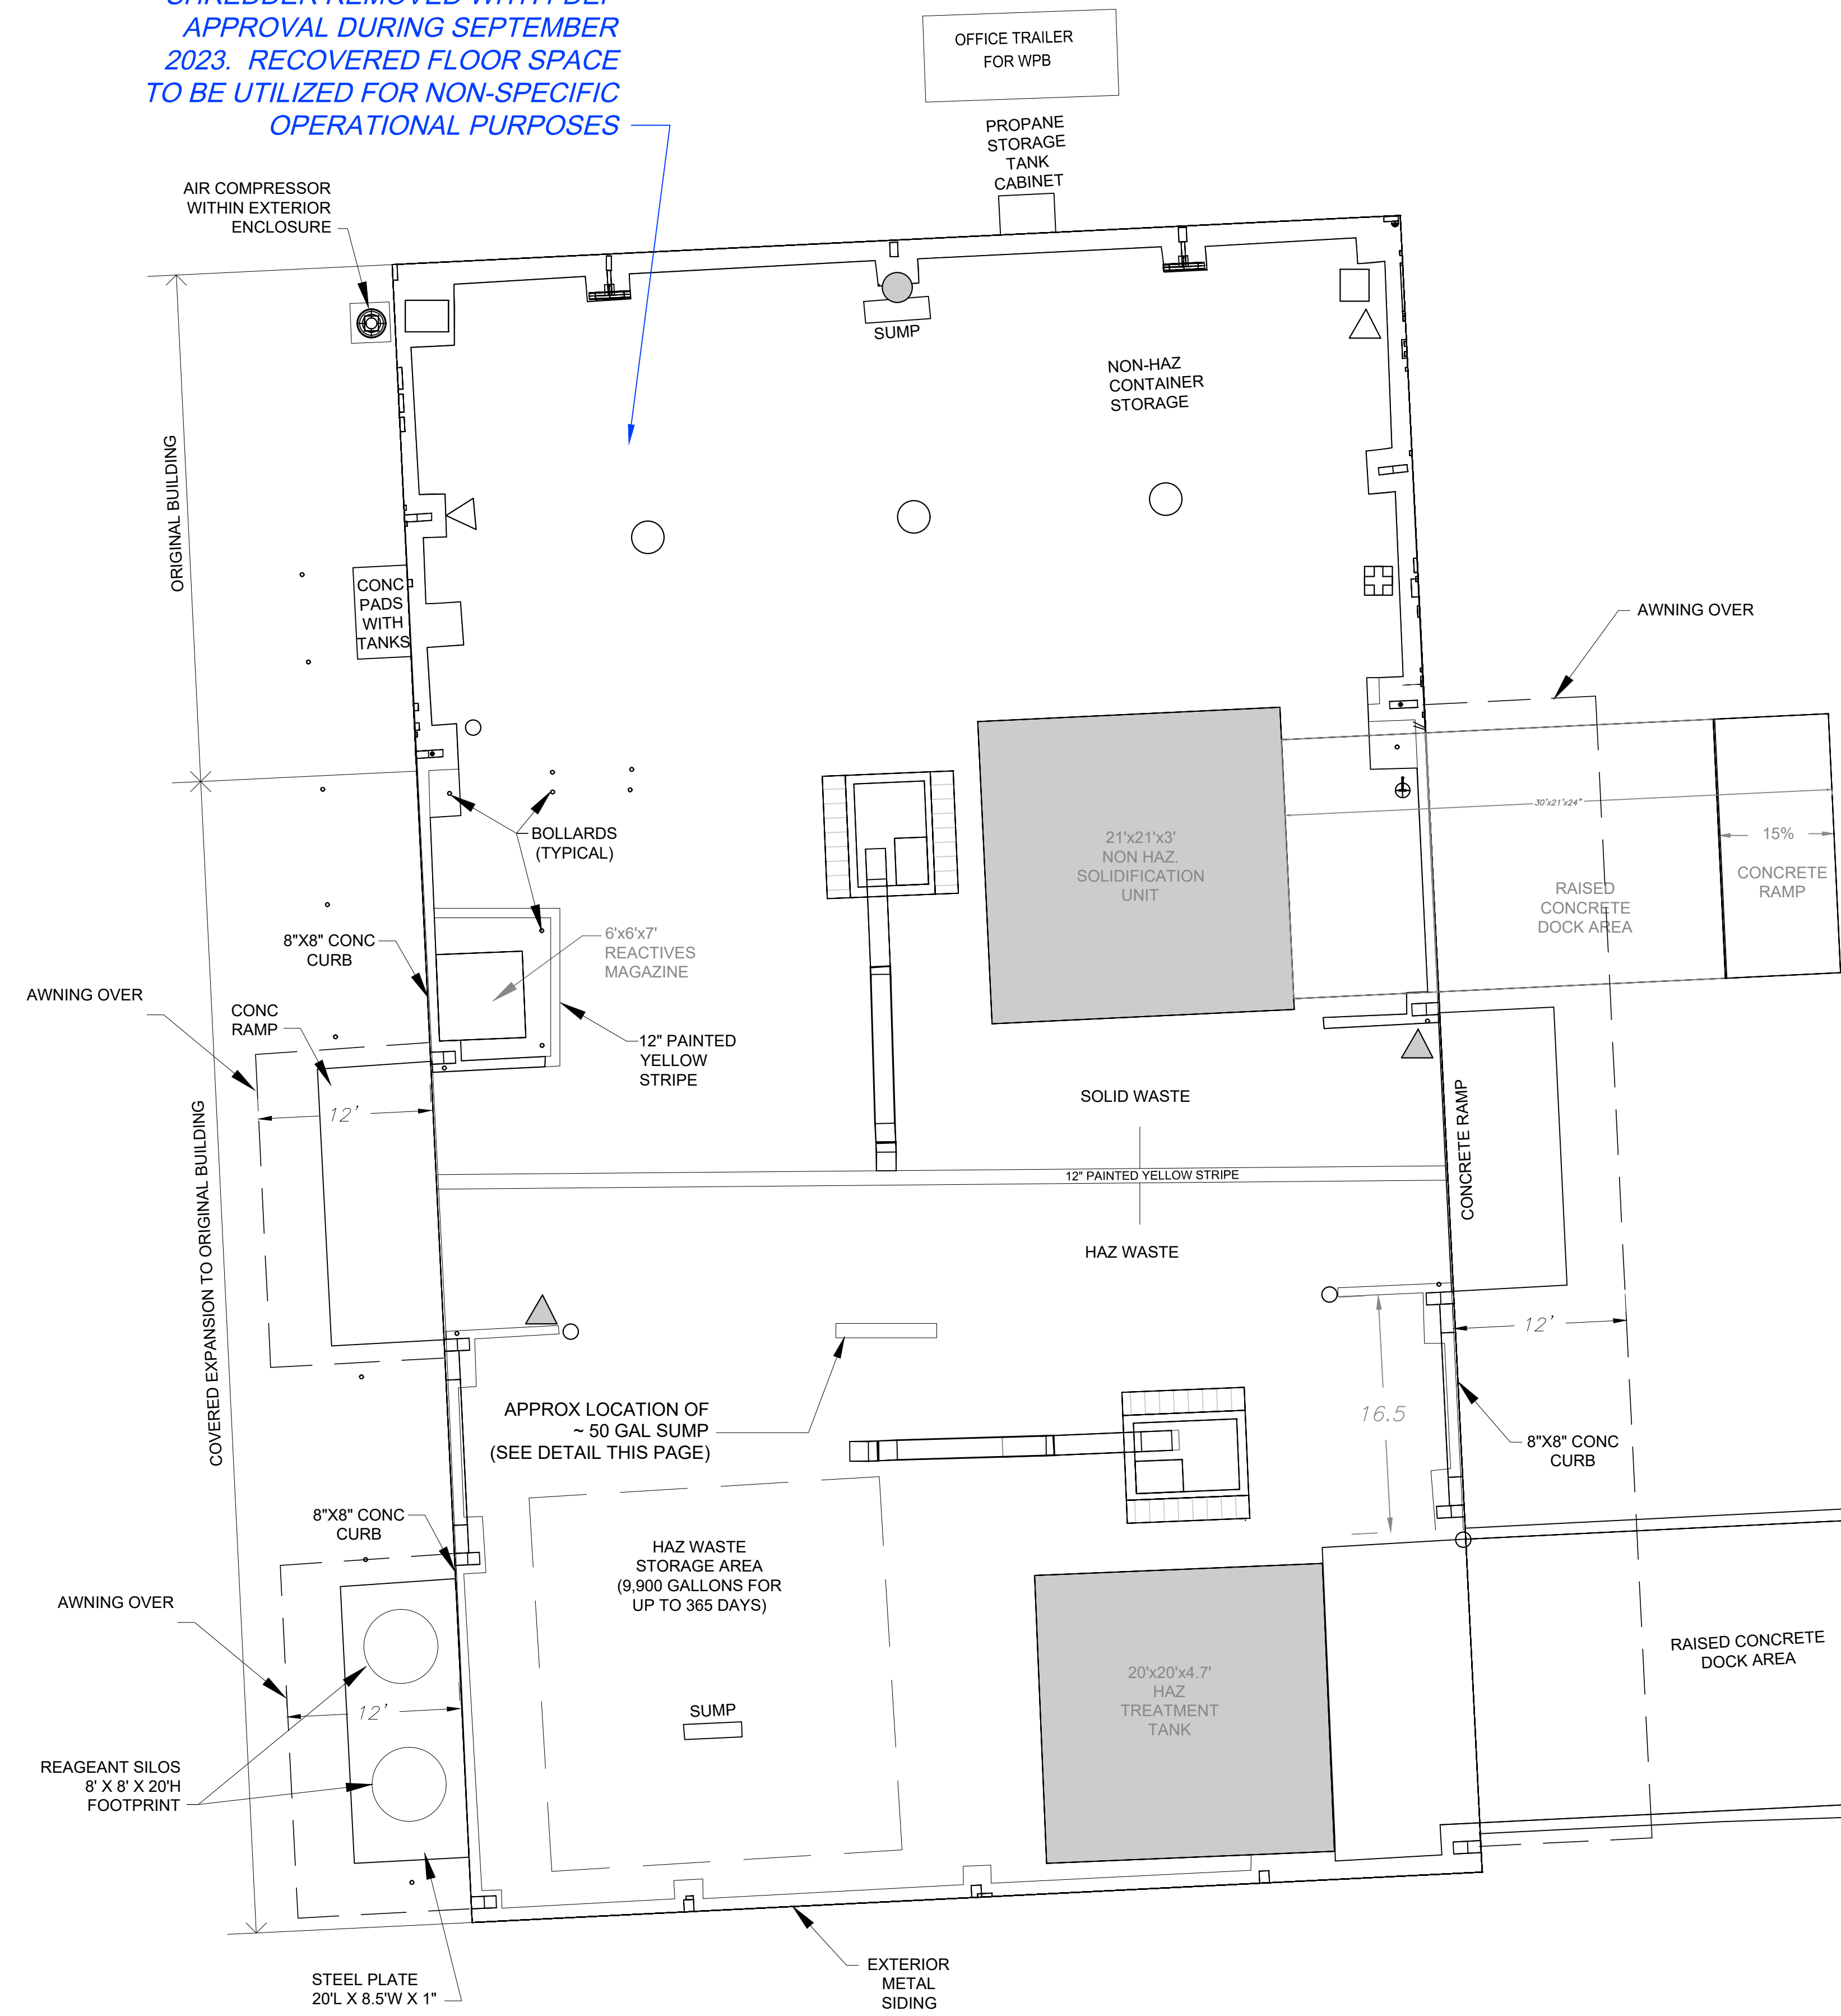 APPROVAL DURING SEPTEMBER
2023. RECOVERED FLOOR SPACE
TO BE UTILIZED FOR NON-SPECIFIC
OPERATIONAL PURPOSES
OFFICE TRAILER
FOR WPB
PROPANE
STORAGE
TANK
CABINET
AIR COMPRESSOR
WITHIN EXTERIOR
ENCLOSURE
SUMP
NON-HAZ
CONTAINER
STORAGE
ORIGINAL BUILDING
CONC
PADS
WITH
TANKS
AWNING OVER
BOLLARDS
(TYPICAL)
21'x21'x3'
NON HAZ.
SOLIDIFICATION
UNIT
30'x21'x24"
15%
CONCRETE
RAMP
RAISED
CONCRETE
DOCK AREA
8"X8" CONC
CURB
6'x6'x7'
REACTIVES
MAGAZINE
AWNING OVER
CONC
RAMP
12" PAINTED
YELLOW
STRIPE
12'
SOLID WASTE
CONCRETE RAMP
12" PAINTED YELLOW STRIPE
HAZ WASTE
COVERED EXPANSION TO ORIGINAL BUILDING
12'
APPROX LOCATION OF
~ 50 GAL SUMP
(SEE DETAIL THIS PAGE)
16.5
8"X8" CONC
CURB
8"X8" CONC
CURB
HAZ WASTE
STORAGE AREA
(9,900 GALLONS FOR
UP TO 365 DAYS)
AWNING OVER
RAISED CONCRETE
DOCK AREA
20'x20'x4.7'
HAZ
TREATMENT
TANK
12'
SUMP
REAGEANT SILOS
8' X 8' X 20'H
FOOTPRINT
EXTERIOR
METAL
SIDING
STEEL PLATE
20'L X 8.5'W X 1"